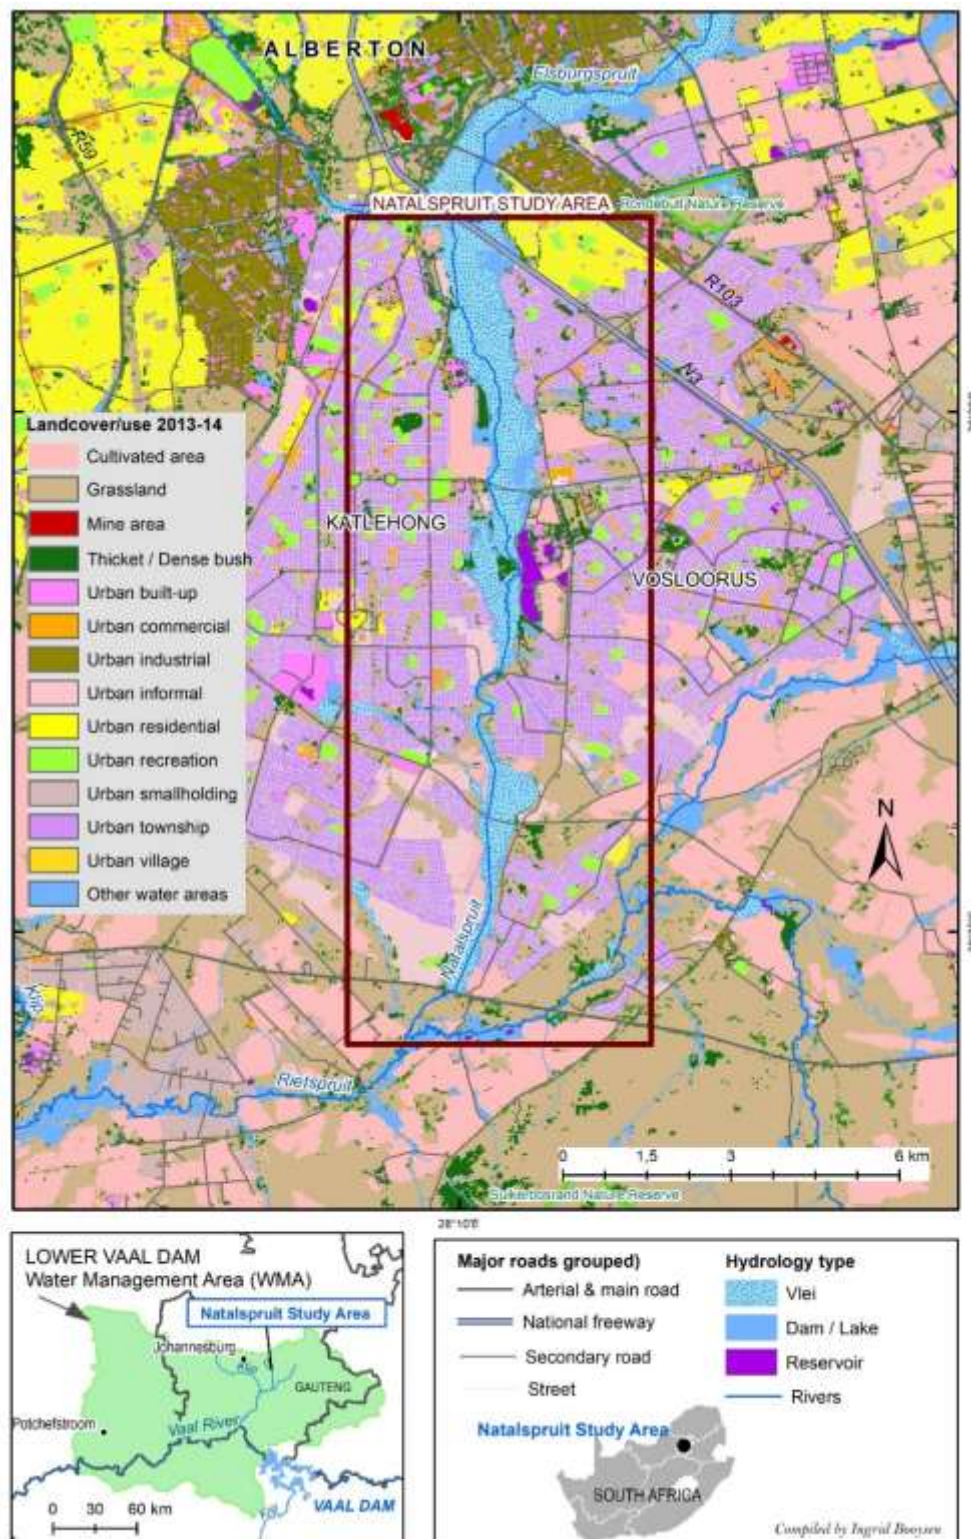 ALBERTON
Elsburgspruit
R59
NATALSPRUIT STUDY AREA
Rondebult Nature Reserve
R103
N3
Landcover/use 2013-14
Cultivated area
Grassland
Mine area
Thicket / Dense bush
Urban built-up
Urban commercial
Urban industrial
Urban informal
Urban residential
Urban recreation
Urban smallholding
Urban township
Urban village
Other water areas
KATLEHONG
VOSLOORUS
N
Natalspruit
Klip
Rietspruit
0 1,5 3 6 km
Suikerbosrand Nature Reserve
28°10'E
LOWER VAAL DAM
Water Management Area (WMA)
Natalspruit Study Area
Johannesburg
GAUTENG
Potchefstroom
Vaal River
0 30 60 km
VAAL DAM
Major roads grouped)
Arterial & main road
National freeway
Secondary road
Street
Hydrology type
Vlei
Dam / Lake
Reservoir
Rivers
Natalspruit Study Area
SOUTH AFRICA
Compiled by Ingrid Booysen